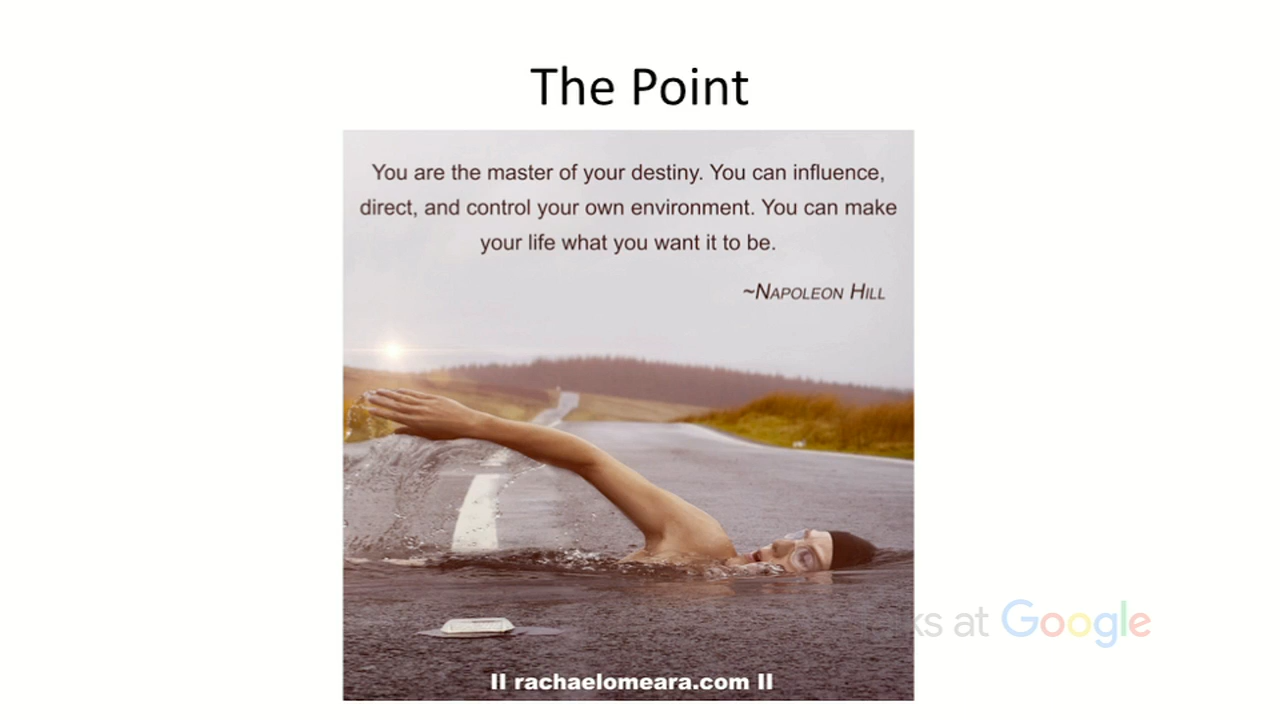 The Point
You are the master of your destiny. You can influence,
direct, and control your own environment. You can make
your life what you want it to be.
~Napoleon Hill
ks at Google
II rachaelomeara.com II